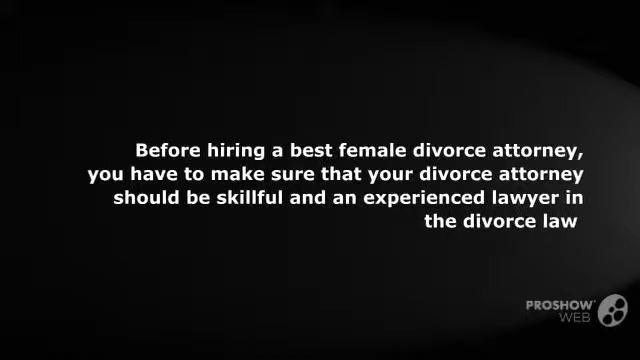 Before hiring a best female divorce attorney,
you have to make sure that your divorce attorney
should be skillful and an experienced lawyer in
the divorce law
PROSHOW
WEB